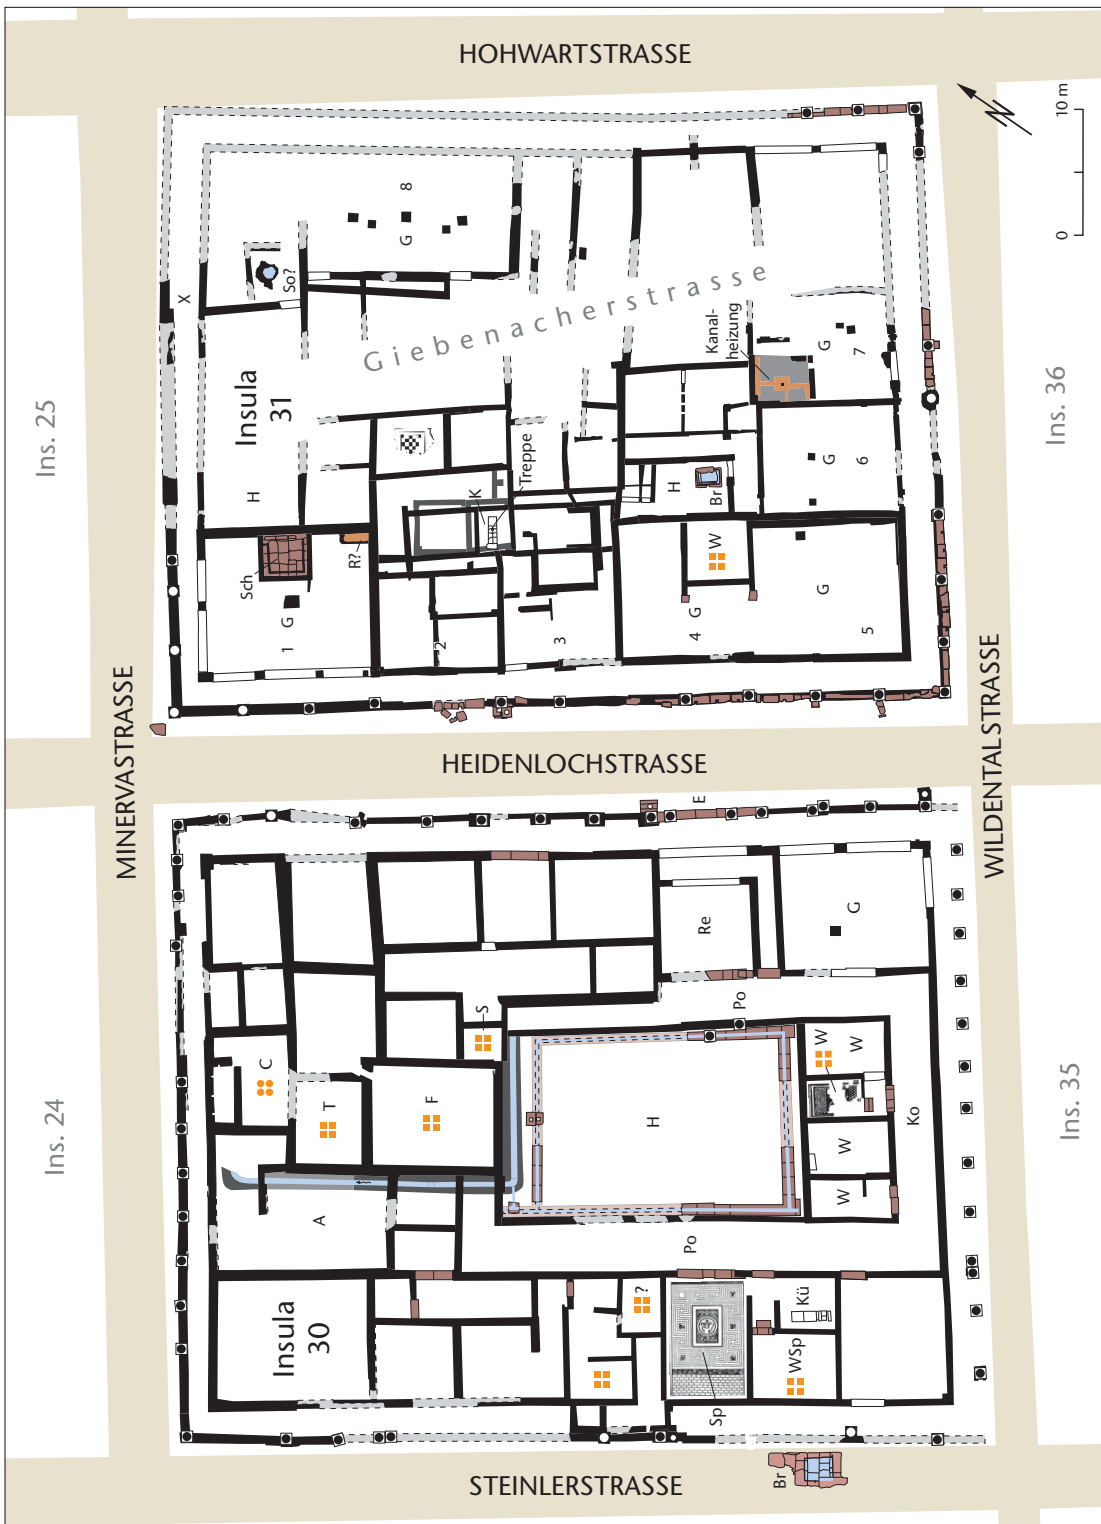 HOHWARTSTRASSE
10 m
0
Ins. 25
X
G
8
So?
Giebenacherstrasse
Insula
31
Kanal-
heizung
G
7
Ins. 36
H
K
Treppe
H
Br
G
6
Sch
R?
W
1
G
2
3
4
G
G
5
MINERVASTRASSE
HEIDENLOCHSTRASSE
WILDENTALSTRASSE
E
Re
G
Po
S
C
T
F
H
W
W
Ko
W
W
A
Po
Ins. 24
Ins. 35
Insula
30
?
Kü
WSp
Sp
Br
STEINLERSTRASSE